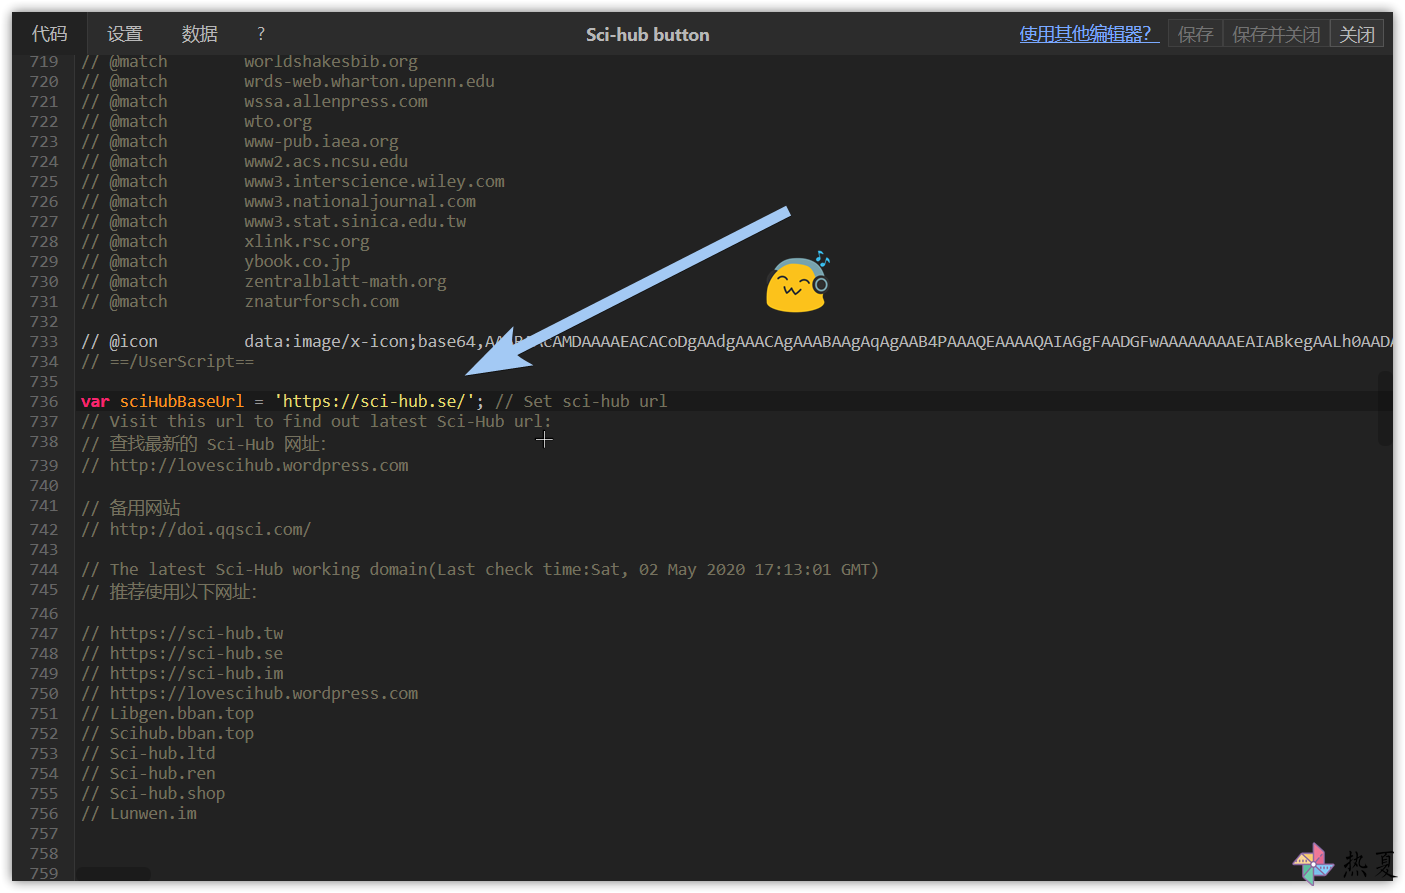 代码 设置 数据 ? Sci-hub button 使用其他编辑器? 保存 保存并关闭 关闭
719 // @match worldshakesbib.org
720 // @match wrds-web.wharton.upenn.edu
721 // @match wssa.allenpress.com
722 // @match wto.org
723 // @match www-pub.iaea.org
724 // @match www2.acs.ncsu.edu
725 // @match www3.interscience.wiley.com
726 // @match www3.nationaljournal.com
727 // @match www3.stat.sinica.edu.tw
728 // @match xlink.rsc.org
729 // @match ybook.co.jp
730 // @match zentralblatt-math.org
731 // @match znaturforsch.com
732
733 // @icon data:image/x-icon;base64,
734 // ==/UserScript==
735
736 var sciHubBaseUrl = 'https://sci-hub.se/'; // Set sci-hub url
737 // Visit this url to find out latest Sci-Hub url:
738 // 查找最新的 Sci-Hub 网址:
739 // http://lovescihub.wordpress.com
740
741 // 备用网站
742 // http://doi.qqsci.com/
743
744 // The latest Sci-Hub working domain(Last check time:Sat, 02 May 2020 17:13:01 GMT)
745 // 推荐使用以下网址:
746
747 // https://sci-hub.tw
748 // https://sci-hub.se
749 // https://sci-hub.im
750 // https://lovescihub.wordpress.com
751 // Libgen.bban.top
752 // Scihub.bban.top
753 // Sci-hub.ltd
754 // Sci-hub.ren
755 // Sci-hub.shop
756 // Lunwen.im
757
758
759
热夏